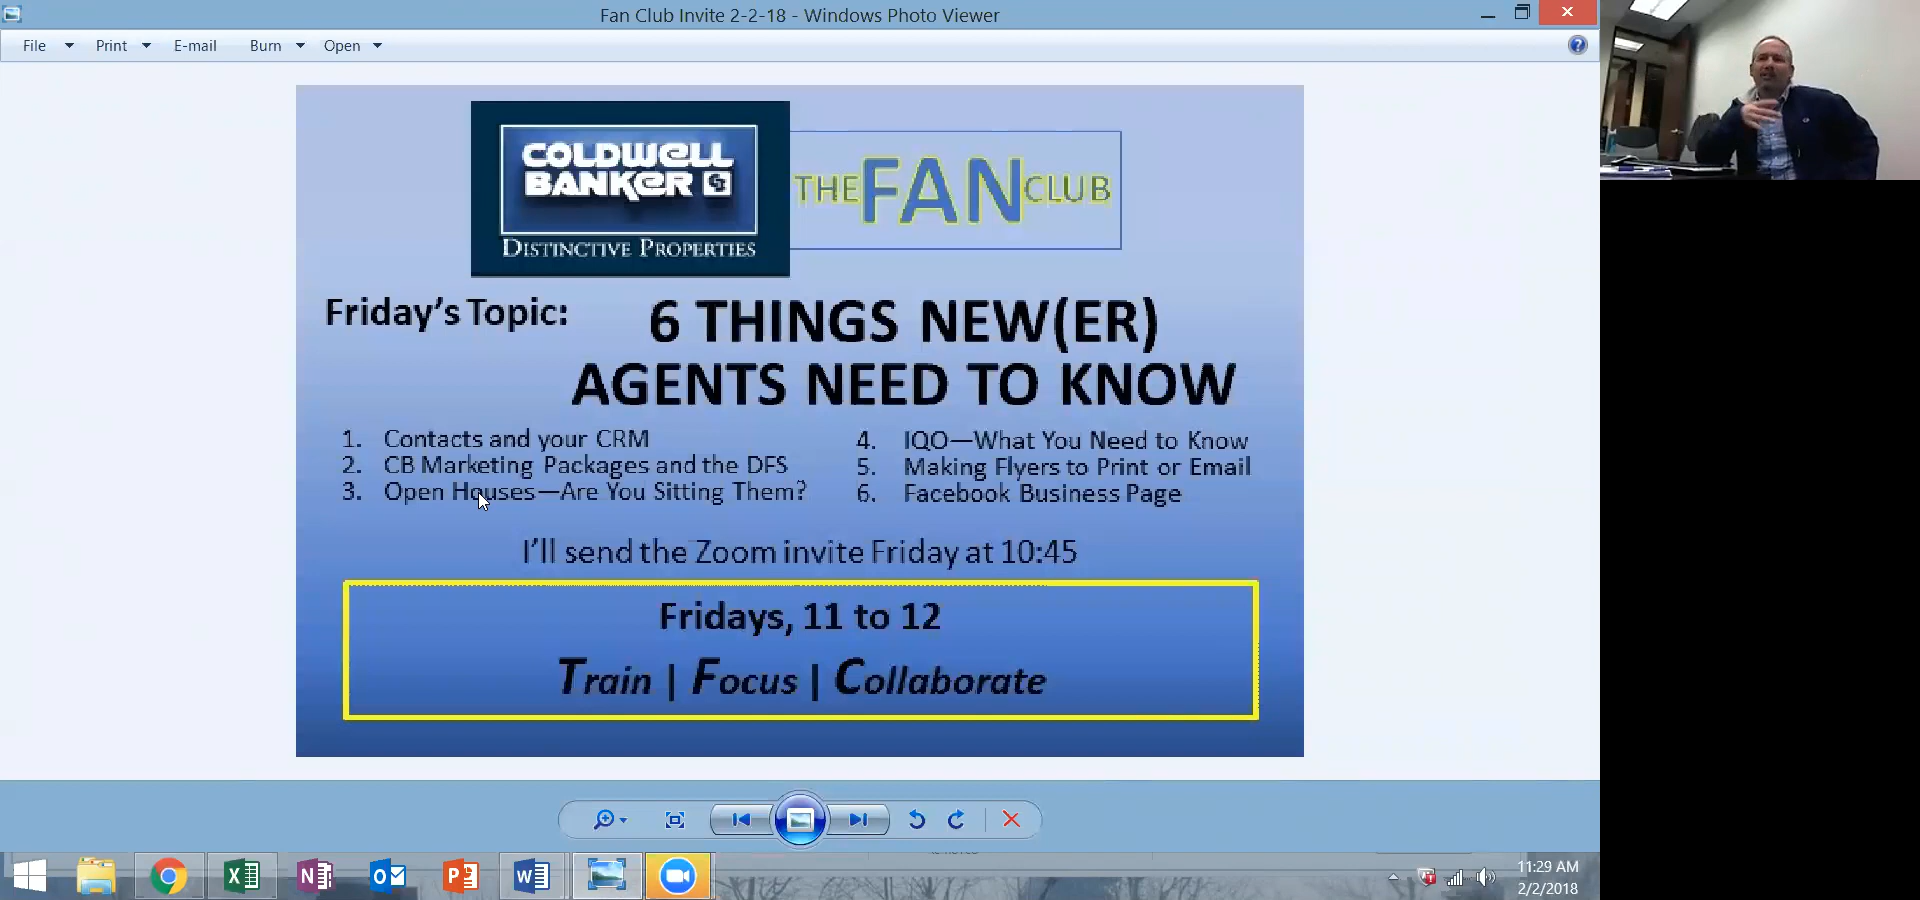 Fan Club Invite 2-2-18 - Windows Photo Viewer
File Print E-mail Burn Open
COLDWELL
BANKER
DISTINCTIVE PROPERTIES
THE FAN CLUB
Friday's Topic:
6 THINGS NEW(ER)
AGENTS NEED TO KNOW
1. Contacts and your CRM
2. CB Marketing Packages and the DFS
3. Open Houses—Are You Sitting Them?
4. IQO—What You Need to Know
5. Making Flyers to Print or Email
6. Facebook Business Page
I'll send the Zoom invite Friday at 10:45
Fridays, 11 to 12
Train | Focus | Collaborate
11:29 AM
2/2/2018